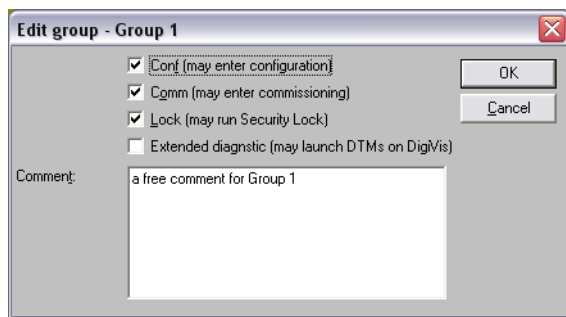 Edit group - Group 1
Conf (may enter configuration)
OK
Comm (may enter commissioning)
Cancel
Lock (may run Security Lock)
Extended diagnstic (may launch DTMs on DigiVis)
Comment:
a free comment for Group 1